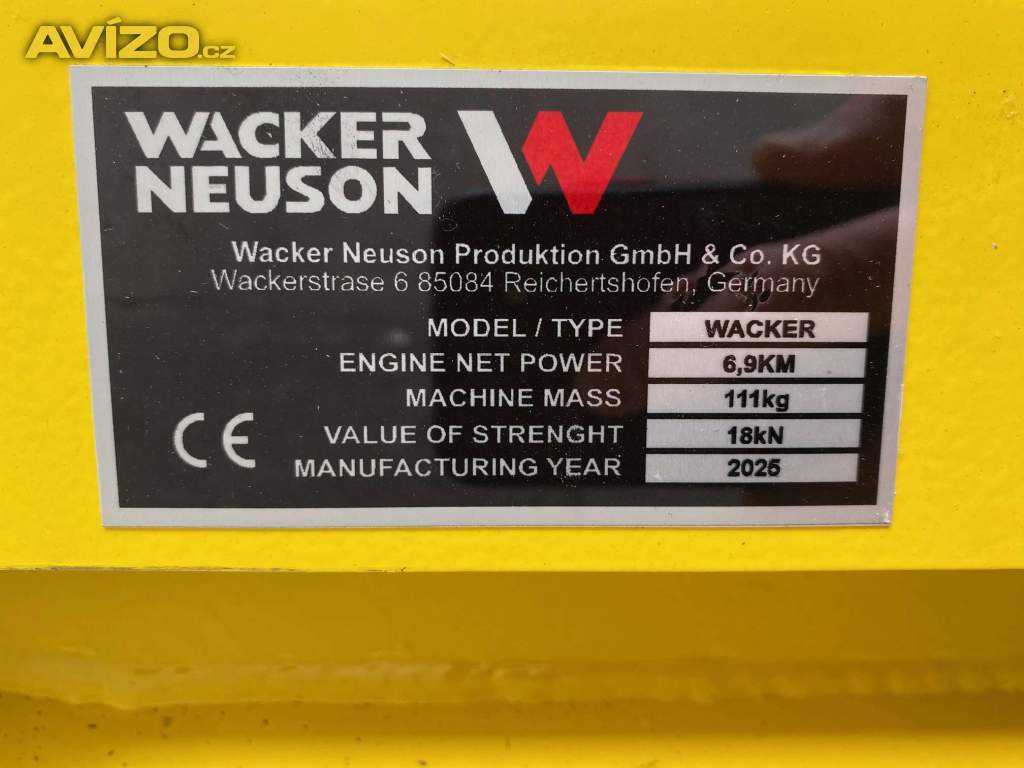 AVÍZO.cz
WACKER
NEUSON
Wacker Neuson Produktion GmbH & Co. KG
Wackerstrase 6 85084 Reichertshofen, Germany
MODEL / TYPE WACKER
ENGINE NET POWER 6,9KM
MACHINE MASS 111kg
VALUE OF STRENGHT 18kN
MANUFACTURING YEAR 2025
CE